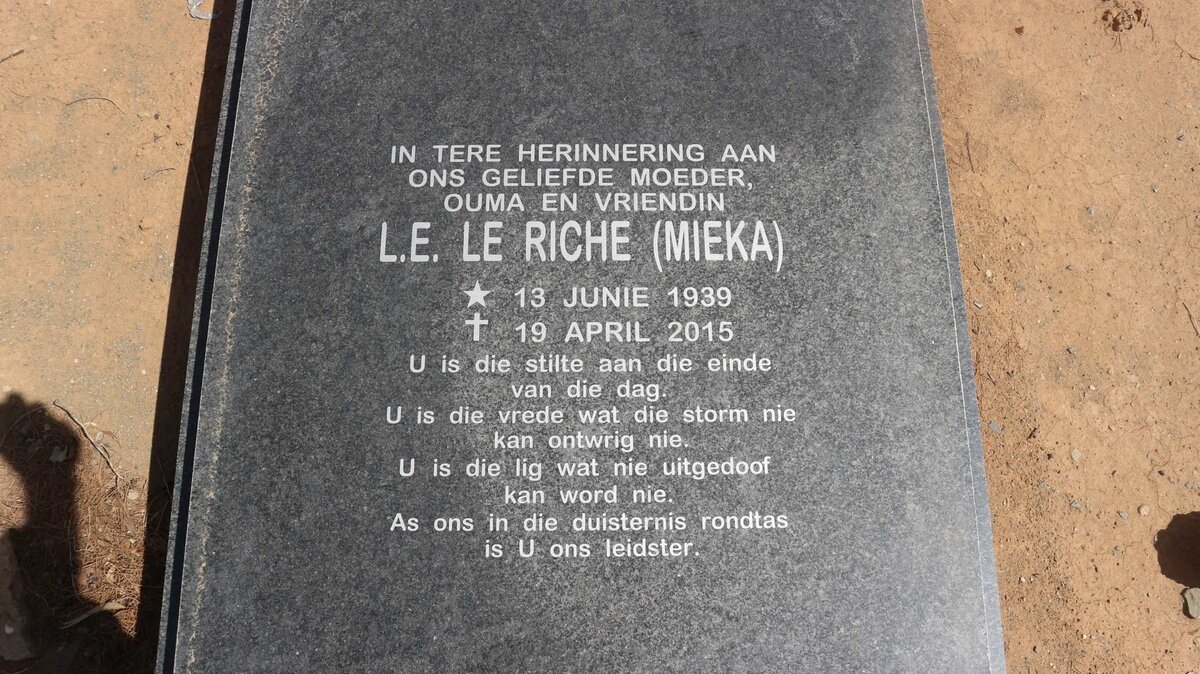 IN TERE HERINNERING AAN
ONS GELIEFDE MOEDER,
OUMA EN VRIENDIN
L.E. LE RICHE (MIEKA)
★ 13 JUNIE 1939
✝ 19 APRIL 2015
U is die stilte aan die einde
van die dag.
U is die vrede wat die storm nie
kan ontwrig nie.
U is die lig wat nie uitgedoof
kan word nie.
As ons in die duisternis rondtas
is U ons leidster.